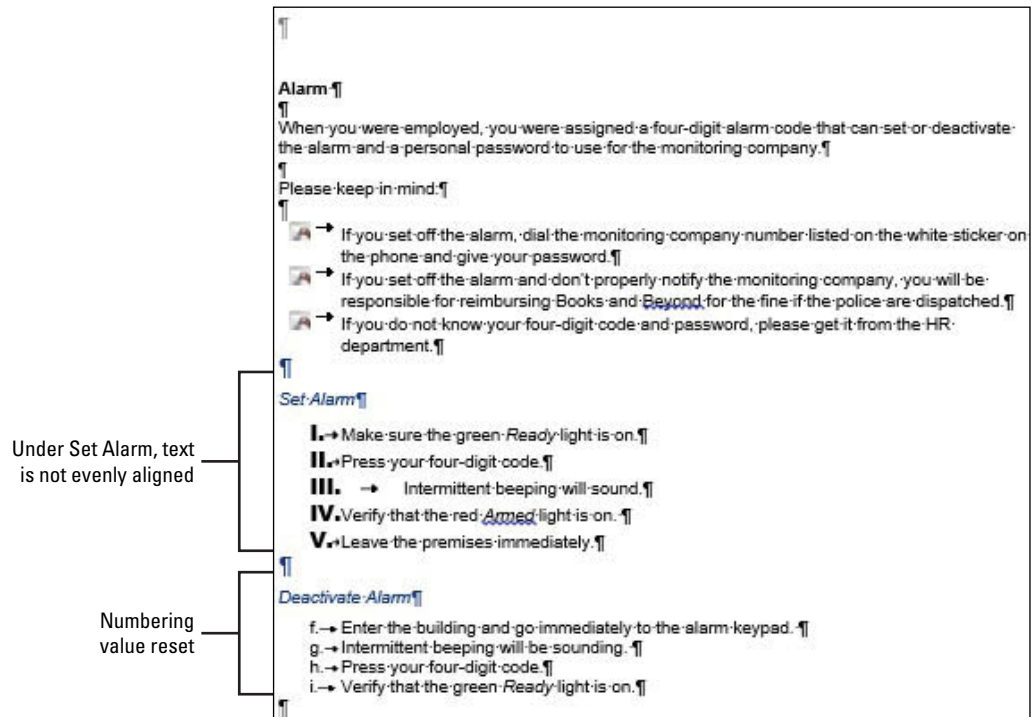 ¶
Alarm·¶
¶
When·you·were·employed,·you·were·assigned·a·four-digit·alarm·code·that·can·set·or·deactivate·
the·alarm·and·a·personal·password·to·use·for·the·monitoring·company.¶
¶
Please·keep·in·mind:¶
¶
→ If·you·set·off·the·alarm,·dial·the·monitoring·company·number·listed·on·the·white·sticker·on·
the·phone·and·give·your·password.¶
→ If·you·set·off·the·alarm·and·don't·properly·notify·the·monitoring·company,·you·will·be·
responsible·for·reimbursing·Books·and·Beyond·for·the·fine·if·the·police·are·dispatched.¶
→ If·you·do·not·know·your·four-digit·code·and·password,·please·get·it·from·the·HR·
department.¶
¶
Set·Alarm¶
I.→Make·sure·the·green·Ready·light·is·on.¶
II.→Press·your·four-digit·code.¶
III. → Intermittent·beeping·will·sound.¶
IV.Verify·that·the·red·Armed·light·is·on.·¶
V.→Leave·the·premises·immediately.¶
¶
Under Set Alarm, text
is not evenly aligned
Deactivate·Alarm¶
f.→Enter·the·building·and·go·immediately·to·the·alarm·keypad.·¶
g.→Intermittent·beeping·will·be·sounding.·¶
h.→Press·your·four-digit·code.¶
i.→Verify·that·the·green·Ready·light·is·on.¶
¶
Numbering
value reset